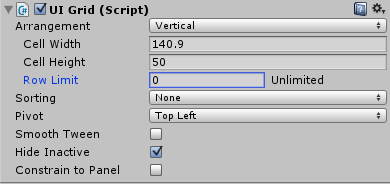 UI Grid (Script)
Arrangement Vertical
Cell Width 140.9
Cell Height 50
Row Limit 0 Unlimited
Sorting None
Pivot Top Left
Smooth Tween
Hide Inactive
Constrain to Panel